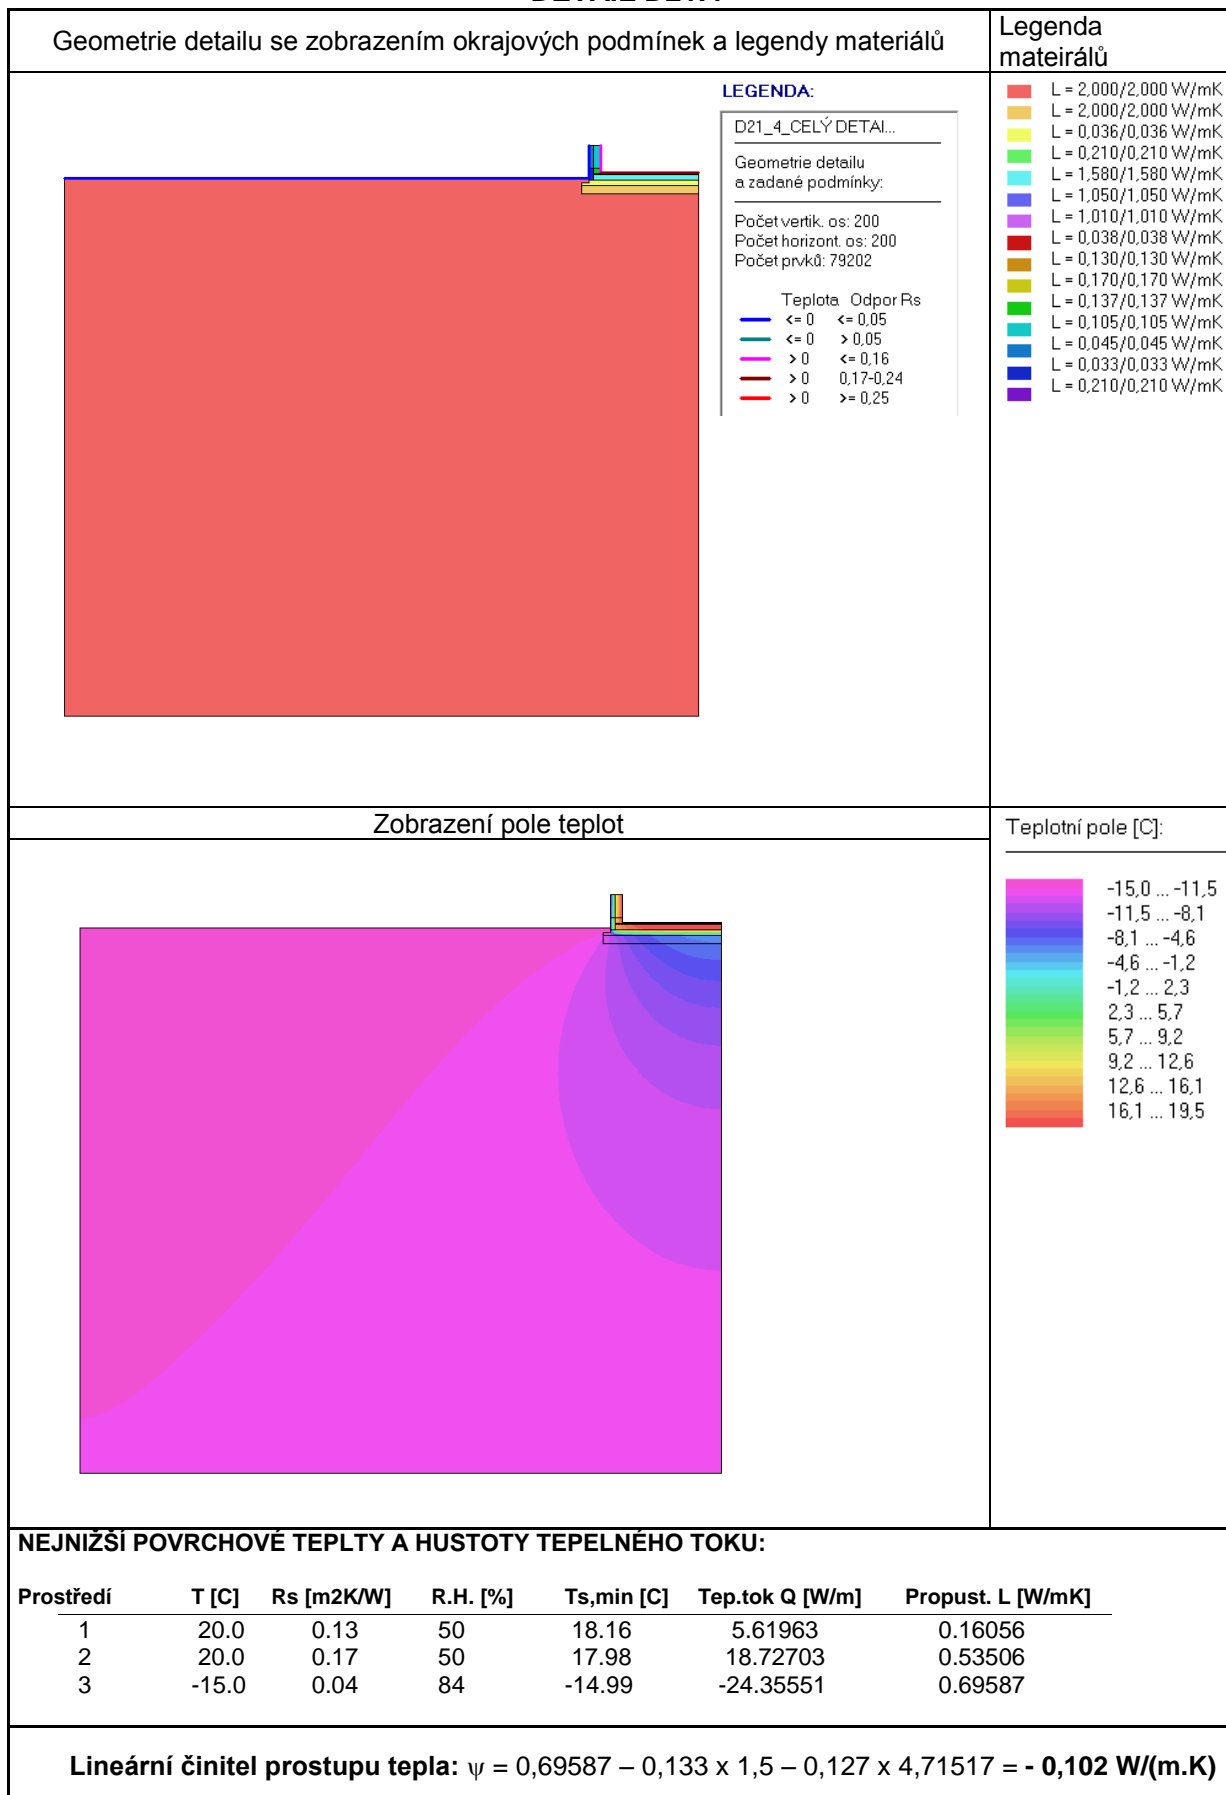 Geometrie detailu se zobrazením okrajových podmínek a legendy materiálů
Legenda
mateirálů
LEGENDA:
D21_4_CELÝ DETAI...
Geometrie detailu
a zadané podmínky:
Počet vertik. os: 200
Počet horizont. os: 200
Počet prvků: 79202
Teplota Odpor Rs
<= 0 <= 0,05
<= 0 > 0,05
> 0 <= 0,16
> 0 0,17-0,24
> 0 >= 0,25
L = 2,000/2,000 W/mK
L = 2,000/2,000 W/mK
L = 0,036/0,036 W/mK
L = 0,210/0,210 W/mK
L = 1,580/1,580 W/mK
L = 1,050/1,050 W/mK
L = 1,010/1,010 W/mK
L = 0,038/0,038 W/mK
L = 0,130/0,130 W/mK
L = 0,170/0,170 W/mK
L = 0,137/0,137 W/mK
L = 0,105/0,105 W/mK
L = 0,045/0,045 W/mK
L = 0,033/0,033 W/mK
L = 0,210/0,210 W/mK
Zobrazení pole teplot
Teplotní pole [C]:
-15,0 ... -11,5
-11,5 ... -8,1
-8,1 ... -4,6
-4,6 ... -1,2
-1,2 ... 2,3
2,3 ... 5,7
5,7 ... 9,2
9,2 ... 12,6
12,6 ... 16,1
16,1 ... 19,5
NEJNIŽŠÍ POVRCHOVÉ TEPLTY A HUSTOTY TEPELNÉHO TOKU:
Prostředí T [C] Rs [m2K/W] R.H. [%] Ts,min [C] Tep.tok Q [W/m] Propust. L [W/mK]
1 20.0 0.13 50 18.16 5.61963 0.16056
2 20.0 0.17 50 17.98 18.72703 0.53506
3 -15.0 0.04 84 -14.99 -24.35551 0.69587
Lineární činitel prostupu tepla: ψ = 0,69587 – 0,133 x 1,5 – 0,127 x 4,71517 = - 0,102 W/(m.K)